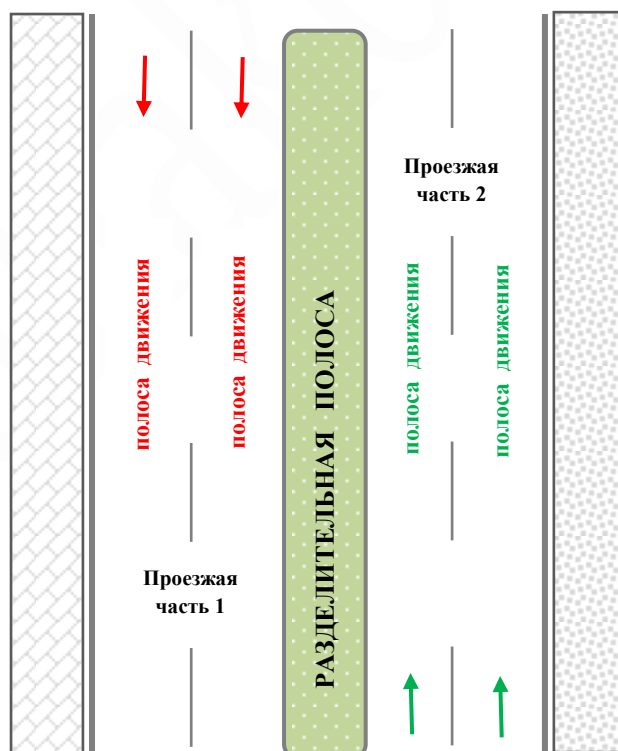 Проезжая
часть 2
полоса движения
полоса движения
РАЗДЕЛИТЕЛЬНАЯ ПОЛОСА
полоса движения
полоса движения
Проезжая
часть 1